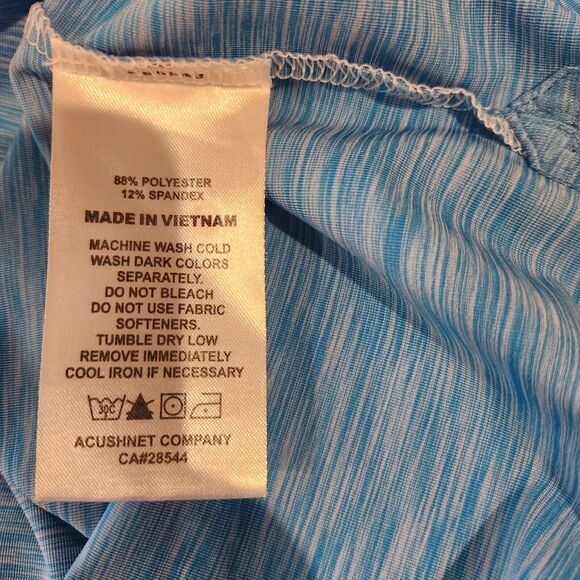 88% POLYESTER
12% SPANDEX
MADE IN VIETNAM
MACHINE WASH COLD
WASH DARK COLORS
SEPARATELY.
DO NOT BLEACH
DO NOT USE FABRIC
SOFTENERS.
TUMBLE DRY LOW
REMOVE IMMEDIATELY
COOL IRON IF NECESSARY
30C
ACUSHNET COMPANY
CA#28544